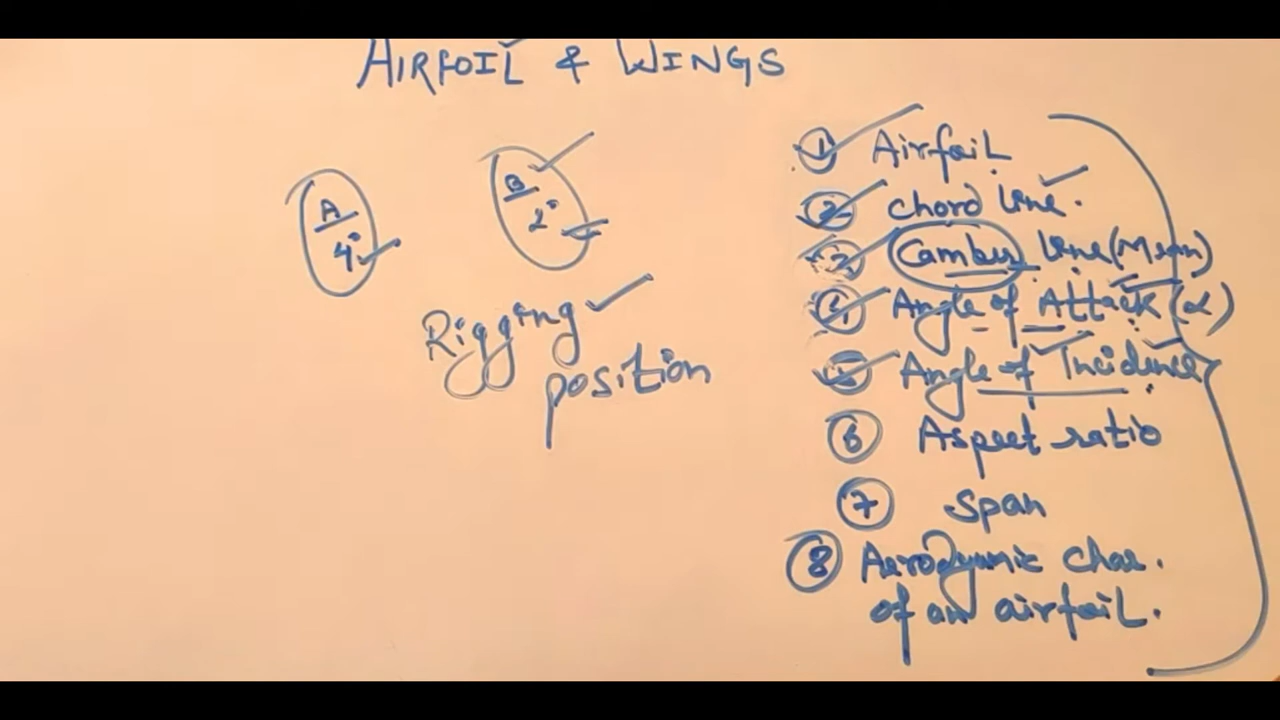 AIRFOIL & WINGS
A
4°
B
2°
Rigging
position
① Airfoil
② chord line.
③ Camber line (Mean)
④ Angle of Attack (α)
⑤ Angle of Incidence
⑥ Aspect ratio
⑦ span
⑧ Aerodynamic char.
of an airfoil.